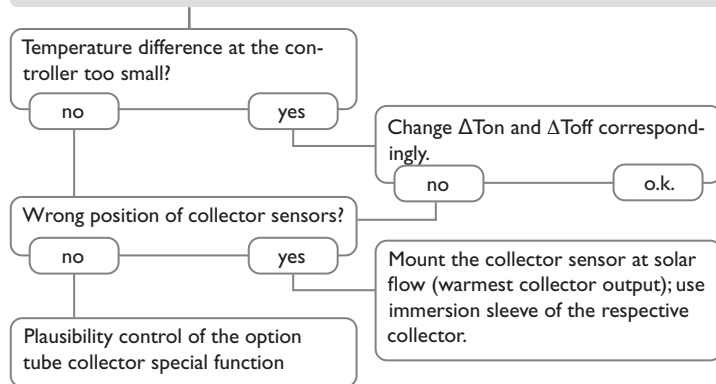 Temperature difference at the con-
troller too small?
no
yes
Change ΔTon and ΔToff correspond-
ingly.
no
o.k.
Wrong position of collector sensors?
no
yes
Mount the collector sensor at solar
flow (warmest collector output); use
immersion sleeve of the respective
collector.
Plausibility control of the option
tube collector special function